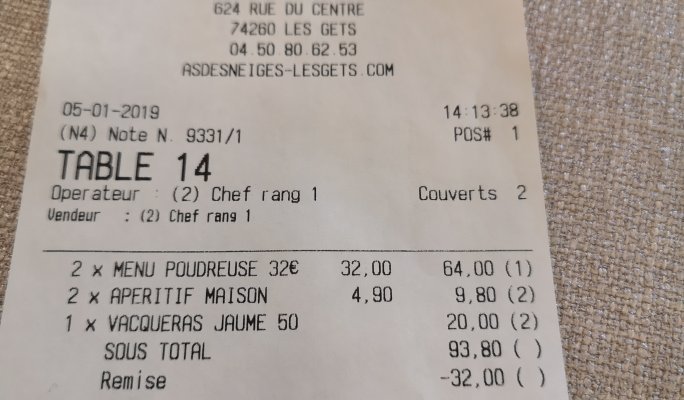 624 RUE DU CENTRE
74260 LES GETS
04.50 80.62.53
ASDESNEIGES-LESGETS.COM
05-01-2019 14:13:38
(N4) Note N. 9331/1 POS# 1
TABLE 14
Operateur : (2) Chef rang 1 Couverts 2
Vendeur : (2) Chef rang 1
2 x MENU POUDREUSE 32€ 32,00 64,00 (1)
2 x APERITIF MAISON 4,90 9,80 (2)
1 x VACQUERAS JAUME 50 20,00 (2)
SOUS TOTAL 93,80 ( )
Remise -32,00 ( )